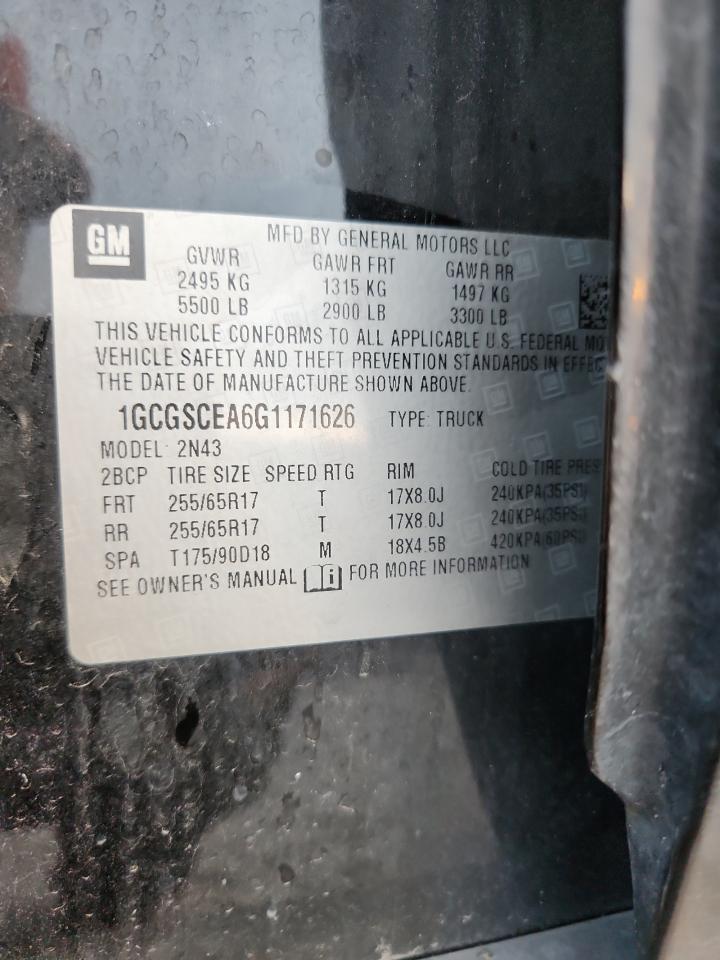 GM
MFD BY GENERAL MOTORS LLC
GVWR GAWR FRT GAWR RR
2495 KG 1315 KG 1497 KG
5500 LB 2900 LB 3300 LB
THIS VEHICLE CONFORMS TO ALL APPLICABLE U.S. FEDERAL MO
VEHICLE SAFETY AND THEFT PREVENTION STANDARDS IN EFFEC
THE DATE OF MANUFACTURE SHOWN ABOVE.
1GCGSCEA6G1171626 TYPE: TRUCK
MODEL: 2N43
2BCP TIRE SIZE SPEED RTG RIM COLD TIRE PRES
FRT 255/65R17 T 17X8.0J 240KPA(35PSI)
RR 255/65R17 T 17X8.0J 240KPA(35PSI)
SPA T175/90D18 M 18X4.5B 420KPA(60PSI)
SEE OWNER'S MANUAL FOR MORE INFORMATION